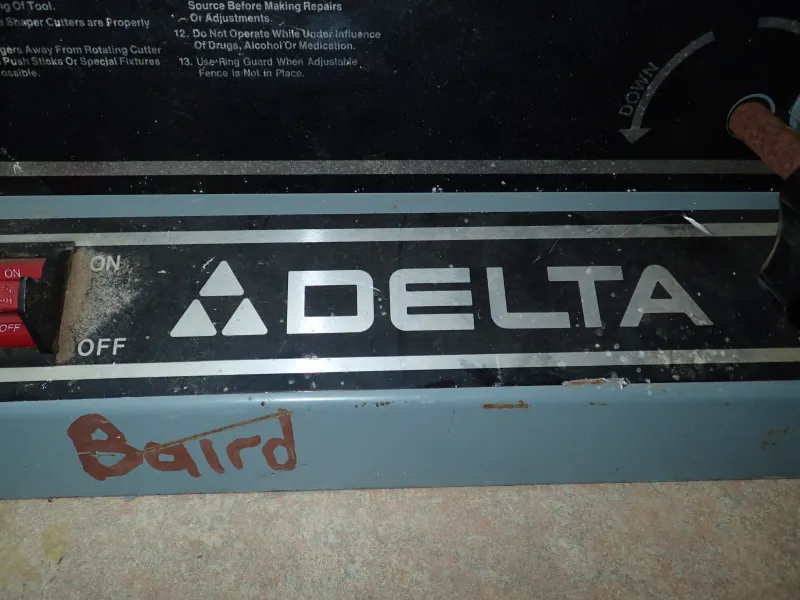 ng Of Tool.
Source Before Making Repairs
Or Adjustments.
Shaper Cutters are Properly
12. Do Not Operate While Under Influence
Of Drugs, Alcohol Or Medication.
gers Away From Rotating Cutter
Push Sticks Or Special Fixtures
ossible.
13. Use Ring Guard When Adjustable
Fence Is Not in Place.
DOWN
ON
ON
OFF
OFF
DELTA
Baird